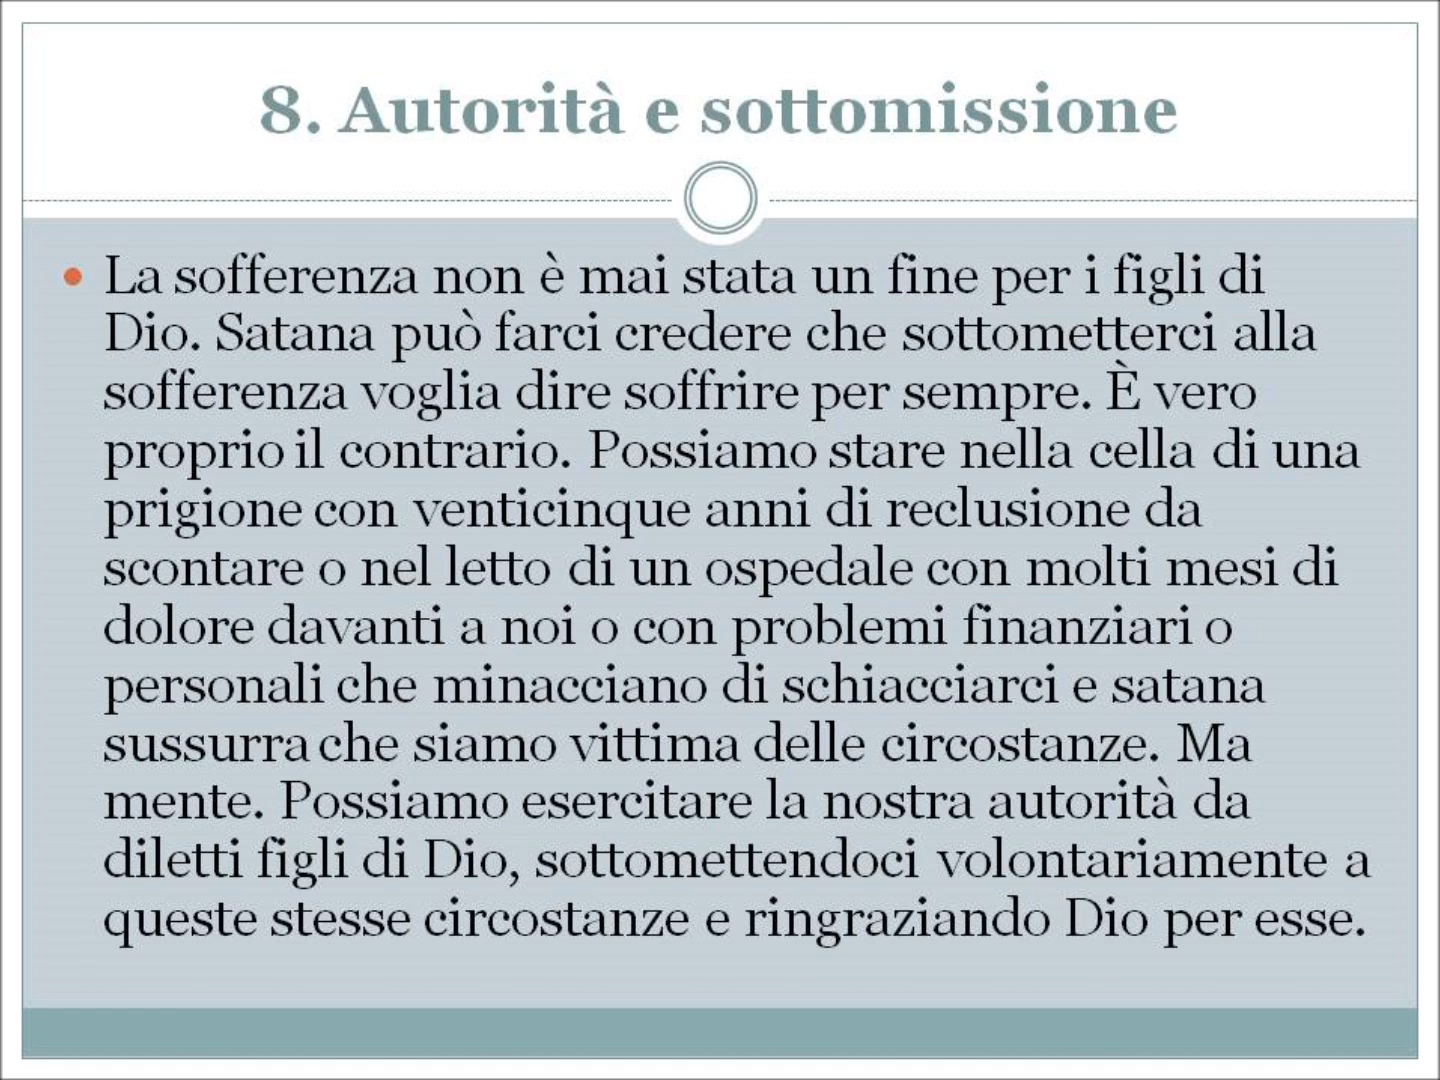 8. Autorità e sottomissione
• La sofferenza non è mai stata un fine per i figli di
Dio. Satana può farci credere che sottometterci alla
sofferenza voglia dire soffrire per sempre. È vero
proprio il contrario. Possiamo stare nella cella di una
prigione con venticinque anni di reclusione da
scontare o nel letto di un ospedale con molti mesi di
dolore davanti a noi o con problemi finanziari o
personali che minacciano di schiacciarci e satana
sussurra che siamo vittima delle circostanze. Ma
mente. Possiamo esercitare la nostra autorità da
diletti figli di Dio, sottomettendoci volontariamente a
queste stesse circostanze e ringraziando Dio per esse.